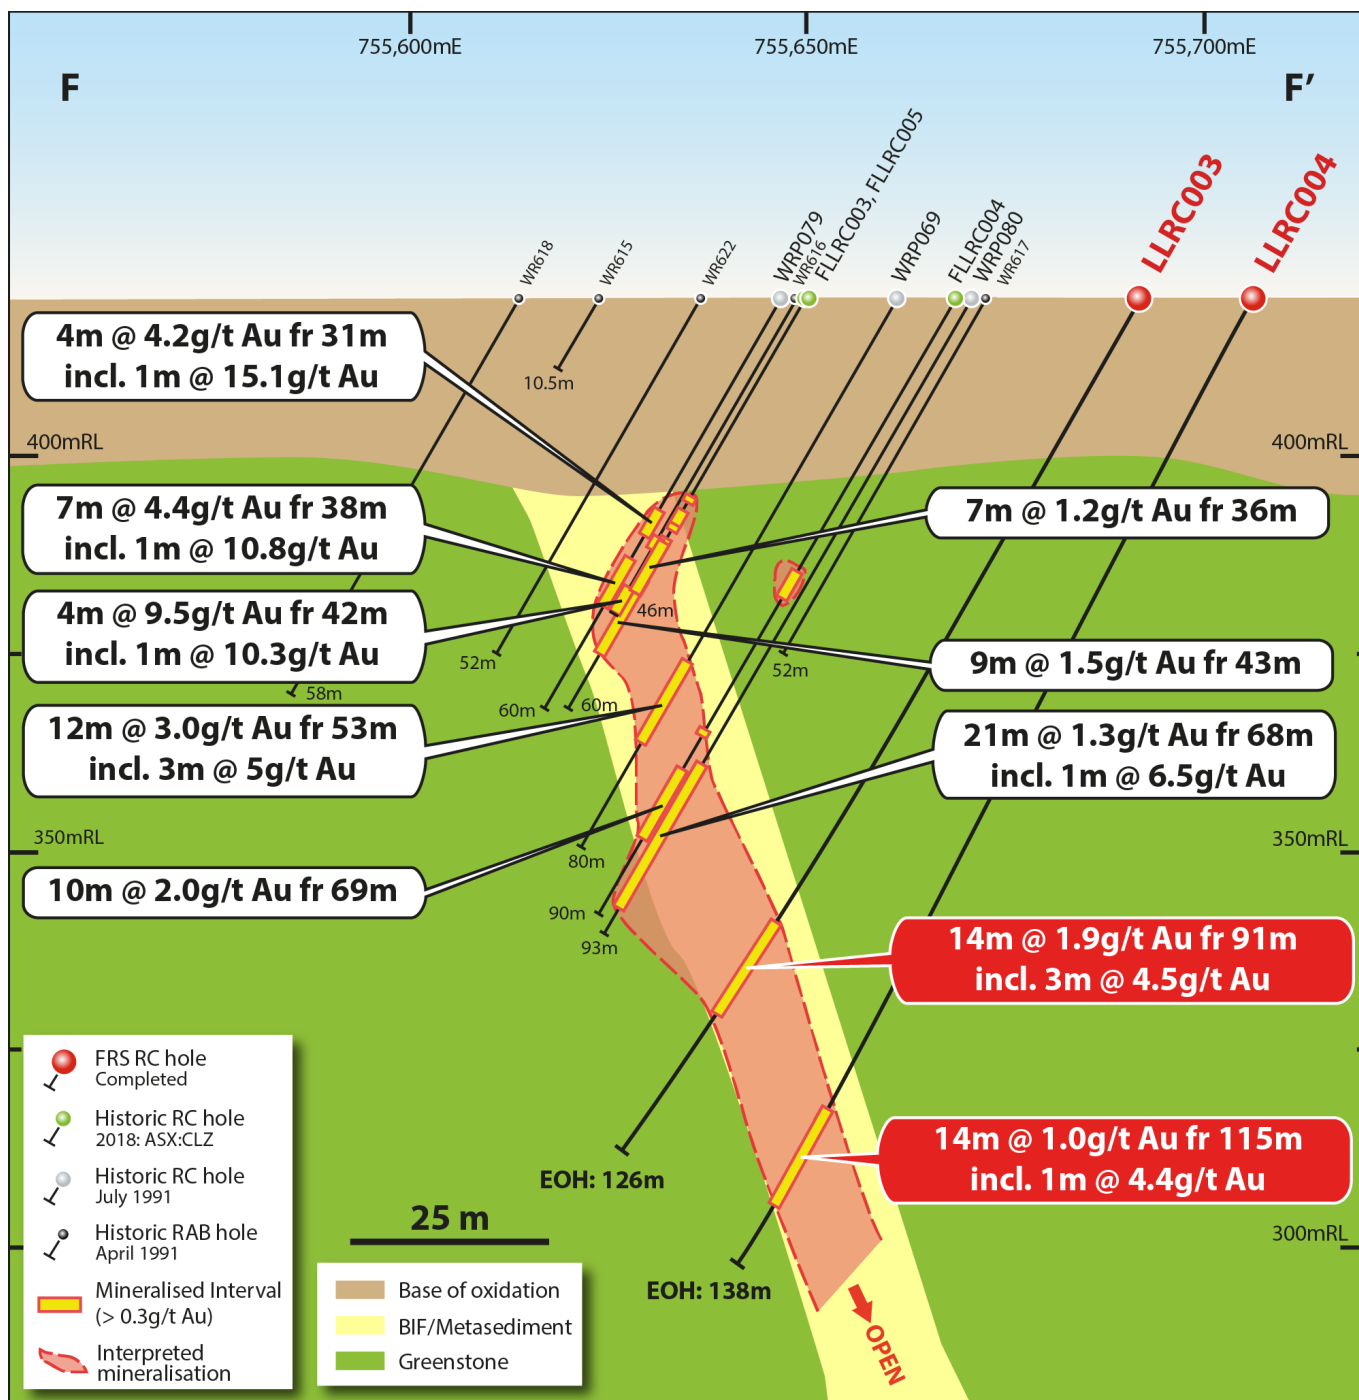 755,600mE
755,650mE
755,700mE
F
F’
WR618
WR615
WR622
WRP079
WR616
FLLRC003, FLLRC005
WRP069
FLLRC004
WRP080
WR617
LLRC003
LLRC004
4m @ 4.2g/t Au fr 31m
incl. 1m @ 15.1g/t Au
10.5m
400mRL
400mRL
7m @ 4.4g/t Au fr 38m
incl. 1m @ 10.8g/t Au
7m @ 1.2g/t Au fr 36m
4m @ 9.5g/t Au fr 42m
incl. 1m @ 10.3g/t Au
46m
52m
52m
9m @ 1.5g/t Au fr 43m
58m
60m
60m
12m @ 3.0g/t Au fr 53m
incl. 3m @ 5g/t Au
21m @ 1.3g/t Au fr 68m
incl. 1m @ 6.5g/t Au
350mRL
350mRL
80m
10m @ 2.0g/t Au fr 69m
90m
93m
14m @ 1.9g/t Au fr 91m
incl. 3m @ 4.5g/t Au
FRS RC hole
Completed
Historic RC hole
2018: ASX:CLZ
Historic RC hole
July 1991
Historic RAB hole
April 1991
Mineralised Interval
(> 0.3g/t Au)
Interpreted
mineralisation
EOH: 126m
14m @ 1.0g/t Au fr 115m
incl. 1m @ 4.4g/t Au
25 m
300mRL
EOH: 138m
Base of oxidation
BIF/Metasediment
Greenstone
OPEN